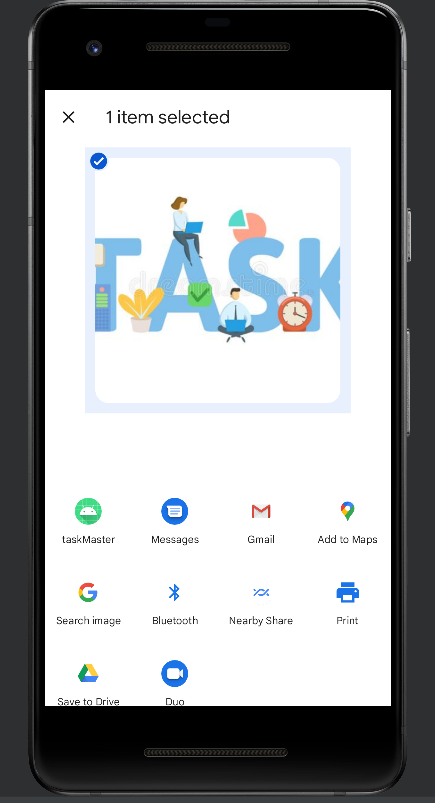 1 item selected
TASK
dreamstime
taskMaster
Messages
Gmail
Add to Maps
Search image
Bluetooth
Nearby Share
Print
Save to Drive
Duo